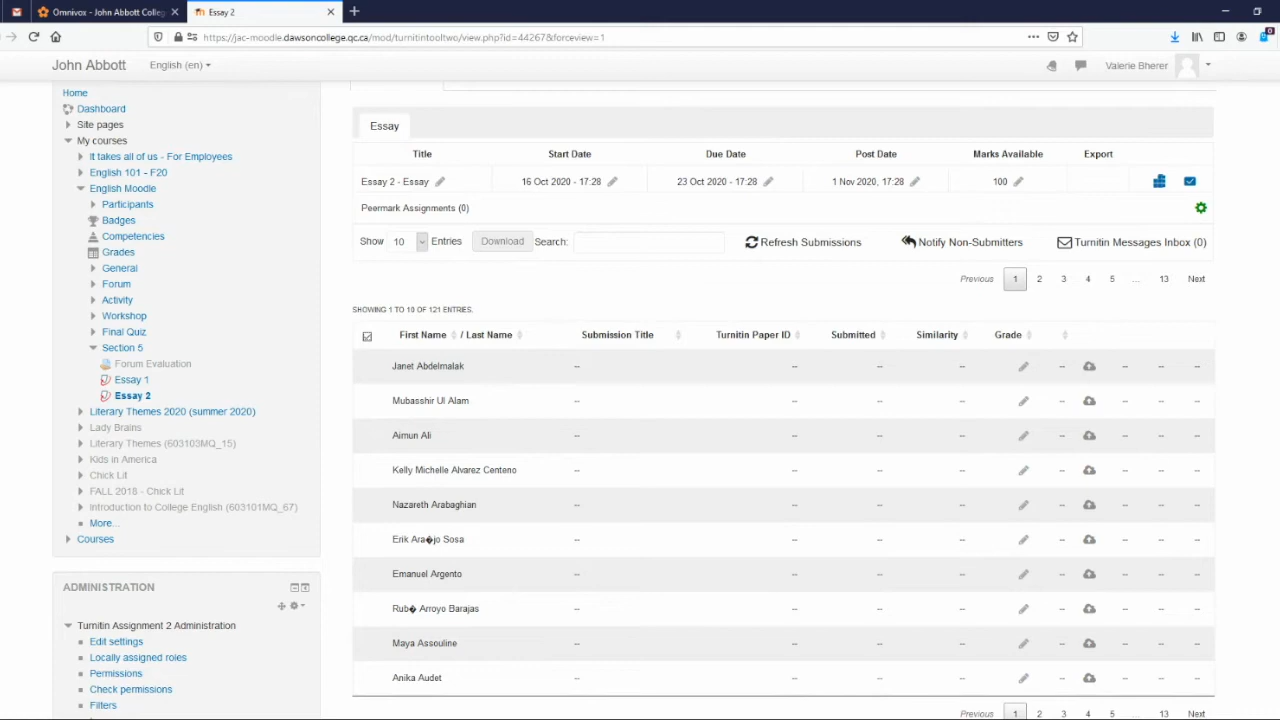 Omnivox - John Abbott Colleg
Essay 2
https://jac-moodle.dawsoncollege.qc.ca/mod/turnitintooltwo/view.php?id=44267&forceview=1
0
John Abbott
English (en)
Valerie Bherer
Home
Dashboard
Site pages
My courses
It takes all of us - For Employees
English 101 - F20
English Moodle
Participants
Badges
Competencies
Grades
General
Forum
Activity
Workshop
Final Quiz
Section 5
Forum Evaluation
Essay 1
Essay 2
Literary Themes 2020 (summer 2020)
Lady Brains
Literary Themes (603103MQ_15)
Kids in America
Chick Lit
FALL 2018 - Chick Lit
Introduction to College English (603101MQ_67)
More...
Courses
ADMINISTRATION
Turnitin Assignment 2 Administration
Edit settings
Locally assigned roles
Permissions
Check permissions
Filters
Essay
Title Start Date Due Date Post Date Marks Available Export
Essay 2 - Essay 16 Oct 2020 - 17:28 23 Oct 2020 - 17:28 1 Nov 2020, 17:28 100
Peermark Assignments (0)
Show 10 Entries Download Search: Refresh Submissions Notify Non-Submitters Turnitin Messages Inbox (0)
Previous 1 2 3 4 5 ... 13 Next
SHOWING 1 TO 10 OF 121 ENTRIES.
First Name / Last Name Submission Title Turnitin Paper ID Submitted Similarity Grade
Janet Abdelmalak -- -- -- -- -- -- -- --
Mubasshir Ul Alam -- -- -- -- -- -- -- --
Aimun Ali -- -- -- -- -- -- -- --
Kelly Michelle Alvarez Centeno -- -- -- -- -- -- -- --
Nazareth Arabaghian -- -- -- -- -- -- -- --
Erik Ara�jo Sosa -- -- -- -- -- -- -- --
Emanuel Argento -- -- -- -- -- -- -- --
Rub� Arroyo Barajas -- -- -- -- -- -- -- --
Maya Assouline -- -- -- -- -- -- -- --
Anika Audet -- -- -- -- -- -- -- --
Previous 1 2 3 4 5 ... 13 Next